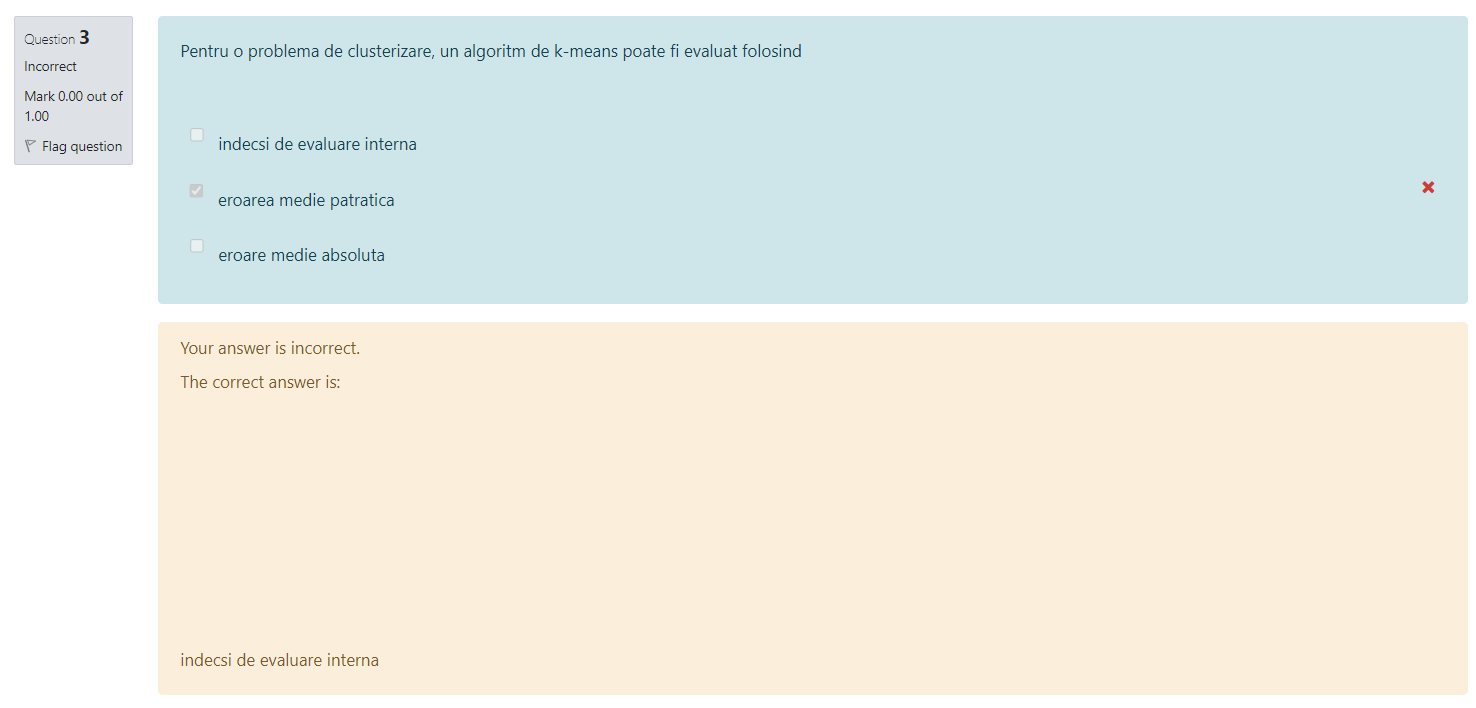 Question 3
Incorrect
Mark 0.00 out of
1.00
Flag question
Pentru o problema de clusterizare, un algoritm de k-means poate fi evaluat folosind
indecsi de evaluare interna
eroarea medie patratica
eroare medie absoluta
Your answer is incorrect.
The correct answer is:
indecsi de evaluare interna